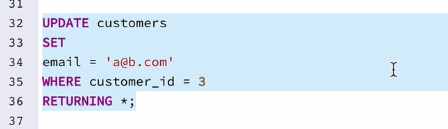 31
32 UPDATE customers
33 SET
34 email = 'a@b.com'
35 WHERE customer_id = 3
36 RETURNING *;
37